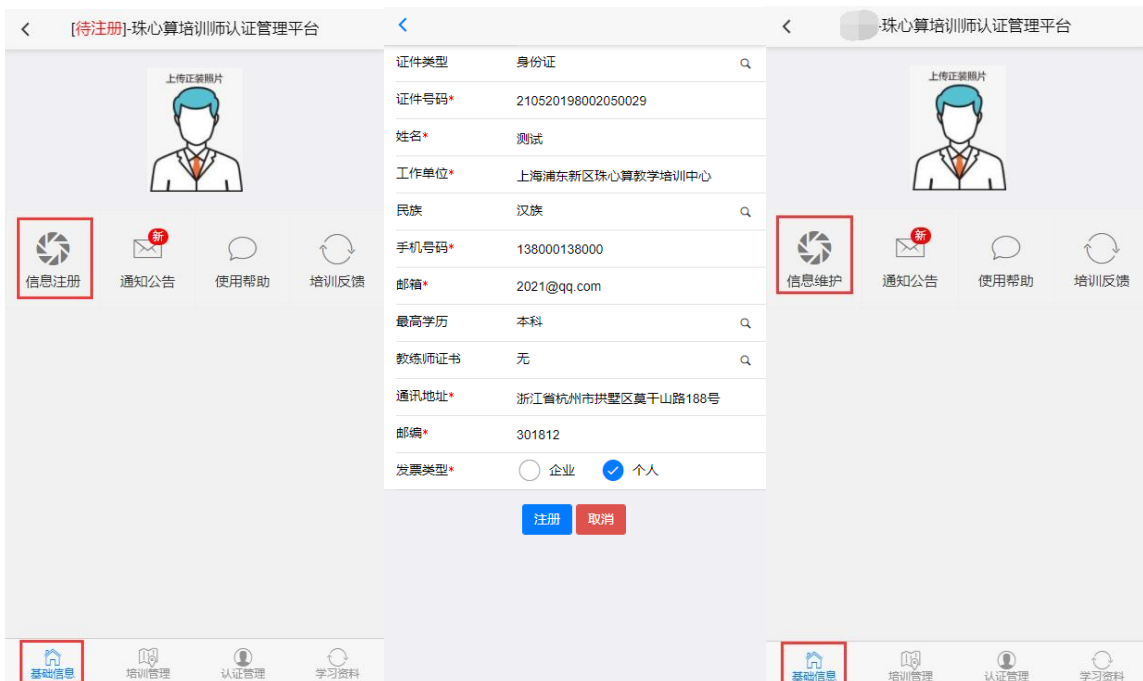 [待注册]-珠心算培训师认证管理平台
上传正装照片
信息注册
新
通知公告
使用帮助
培训反馈
基础信息
培训管理
认证管理
学习资料
证件类型 身份证
证件号码* 210520198002050029
姓名* 测试
工作单位* 上海浦东新区珠心算教学培训中心
民族 汉族
手机号码* 138000138000
邮箱* 2021@qq.com
最高学历 本科
教练师证书 无
通讯地址* 浙江省杭州市拱墅区莫干山路188号
邮编* 301812
发票类型* 企业 个人
注册 取消
-珠心算培训师认证管理平台
上传正装照片
信息维护
新
通知公告
使用帮助
培训反馈
基础信息
培训管理
认证管理
学习资料